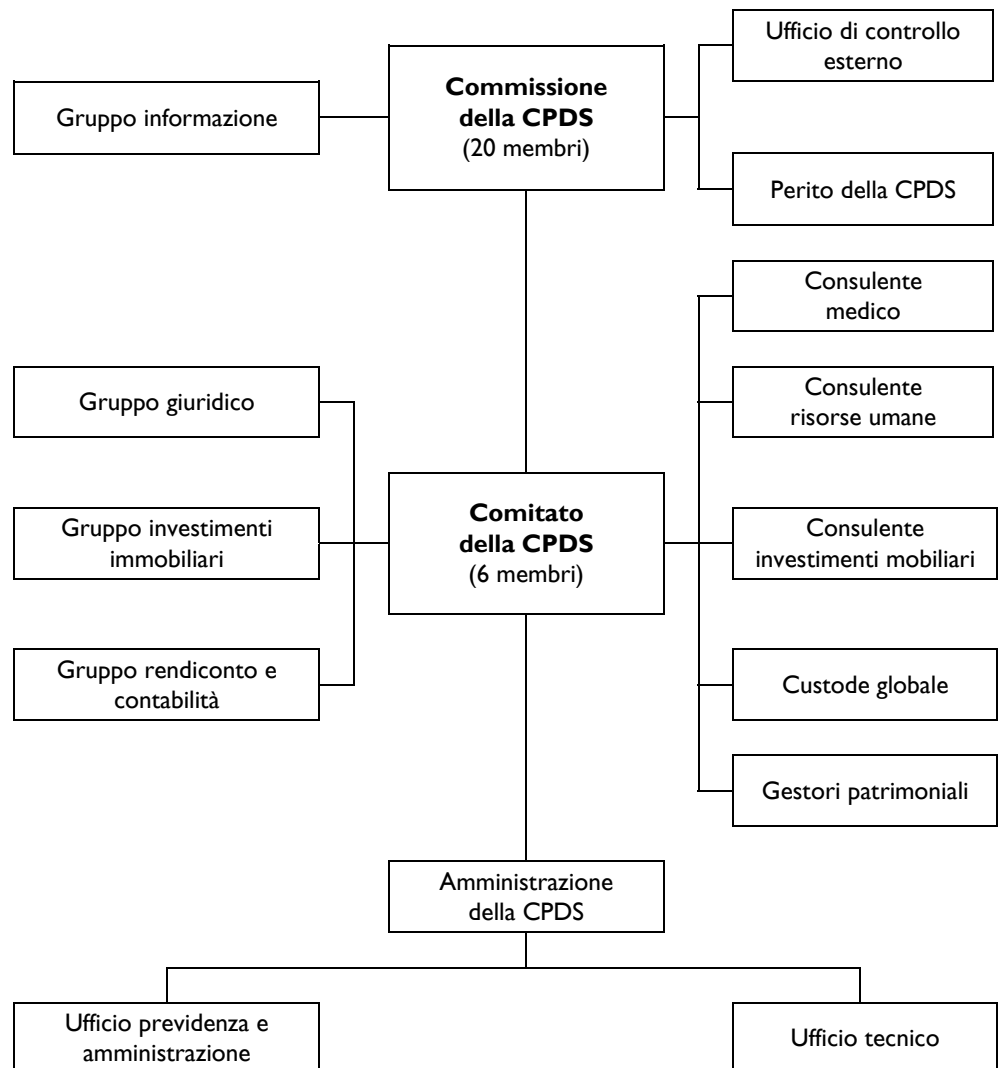 Ufficio di controllo
esterno
Commissione
della CPDS
(20 membri)
Gruppo informazione
Perito della CPDS
Consulente
medico
Gruppo giuridico
Consulente
risorse umane
Gruppo investimenti
immobiliari
Comitato
della CPDS
(6 membri)
Consulente
investimenti mobiliari
Gruppo rendiconto e
contabilità
Custode globale
Gestori patrimoniali
Amministrazione
della CPDS
Ufficio previdenza e
amministrazione
Ufficio tecnico